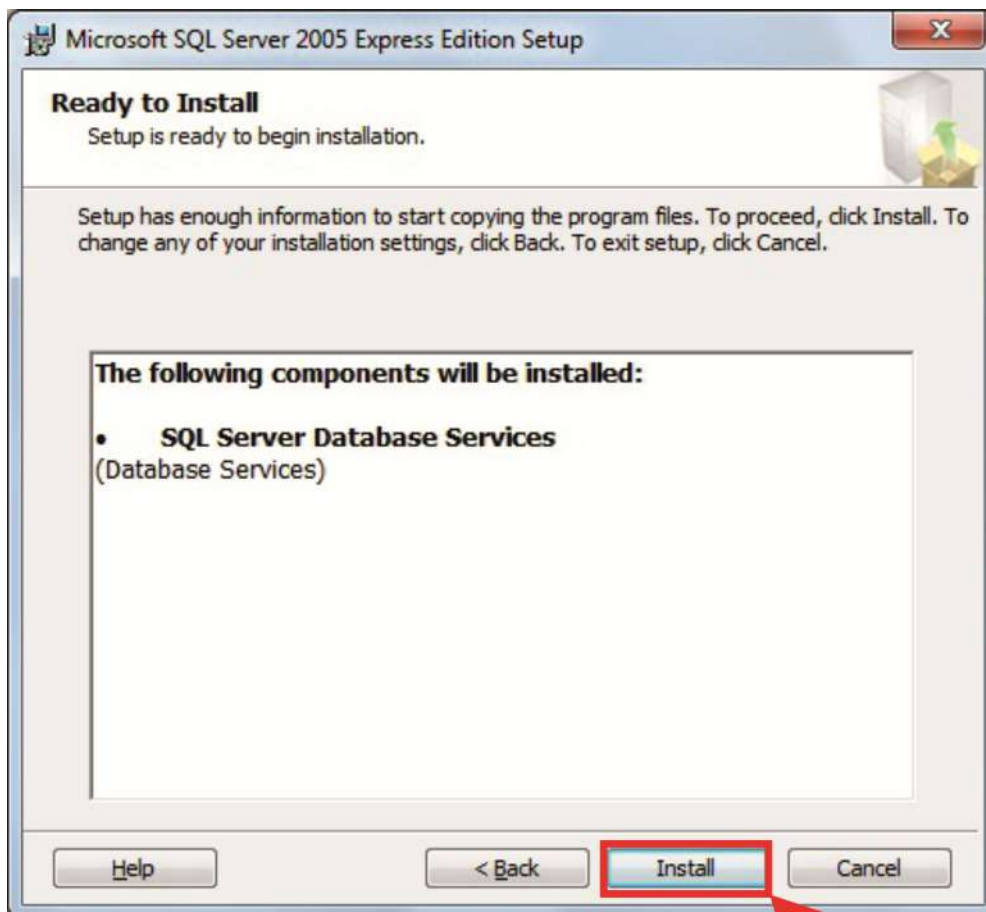 Microsoft SQL Server 2005 Express Edition Setup
Ready to Install
Setup is ready to begin installation.
Setup has enough information to start copying the program files. To proceed, click Install. To
change any of your installation settings, click Back. To exit setup, click Cancel.
The following components will be installed:
• SQL Server Database Services
(Database Services)
Help < Back Install Cancel